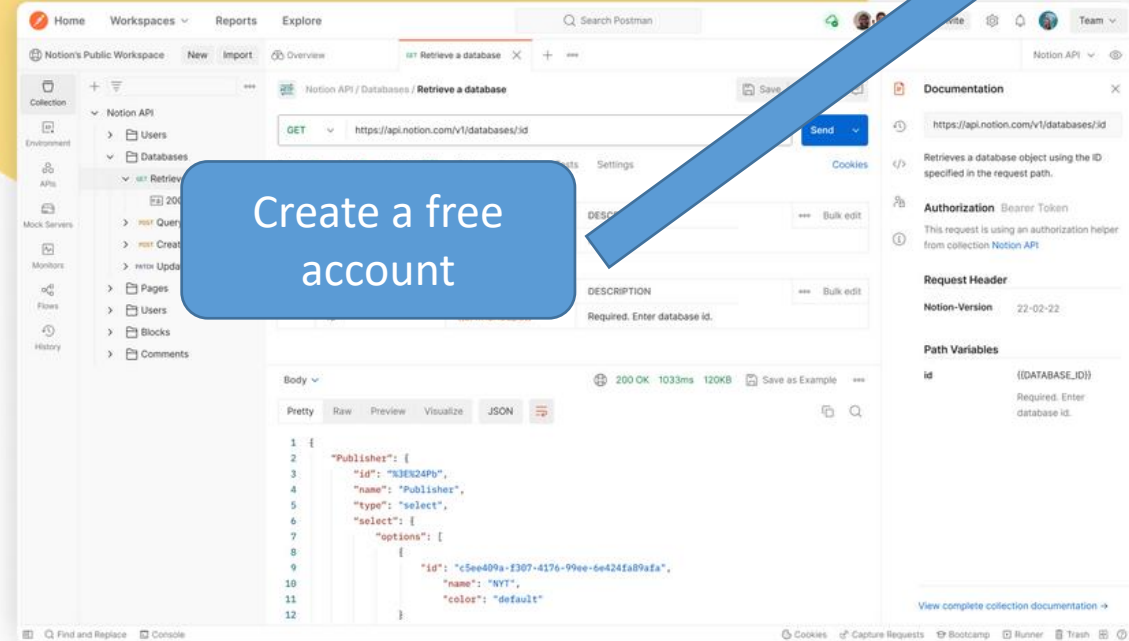 Home Workspaces Reports Explore Search Postman Team
Notion's Public Workspace New Import Overview GET Retrieve a database Notion API
Collection
Environment
APIs
Mock Servers
Monitors
Flows
History
Notion API
Users
Databases
GET
200
POST
POST
PATCH
Pages
Users
Blocks
Comments
Notion API / Databases / Retrieve a database
GET https://api.notion.com/v1/databases/:id Send
Settings Cookies
Bulk edit
DESCRIPTION Bulk edit
Required. Enter database id.
Create a free
account
Body 200 OK 1033ms 120KB Save as Example
Pretty Raw Preview Visualize JSON
1 {
2 "Publisher": {
3 "id": "%3E%24Pb",
4 "name": "Publisher",
5 "type": "select",
6 "select": {
7 "options": [
8 {
9 "id": "c5ee409a-f307-4176-99ee-6e424fa89afa",
10 "name": "NYT",
11 "color": "default"
12 }
Documentation
https://api.notion.com/v1/databases/:id
Retrieves a database object using the ID
specified in the request path.
Authorization Bearer Token
This request is using an authorization helper
from collection Notion API
Request Header
Notion-Version 22-02-22
Path Variables
id {{DATABASE_ID}}
Required. Enter
database id.
View complete collection documentation →
Find and Replace Console Cookies Capture Requests Bootcamp Runner Trash